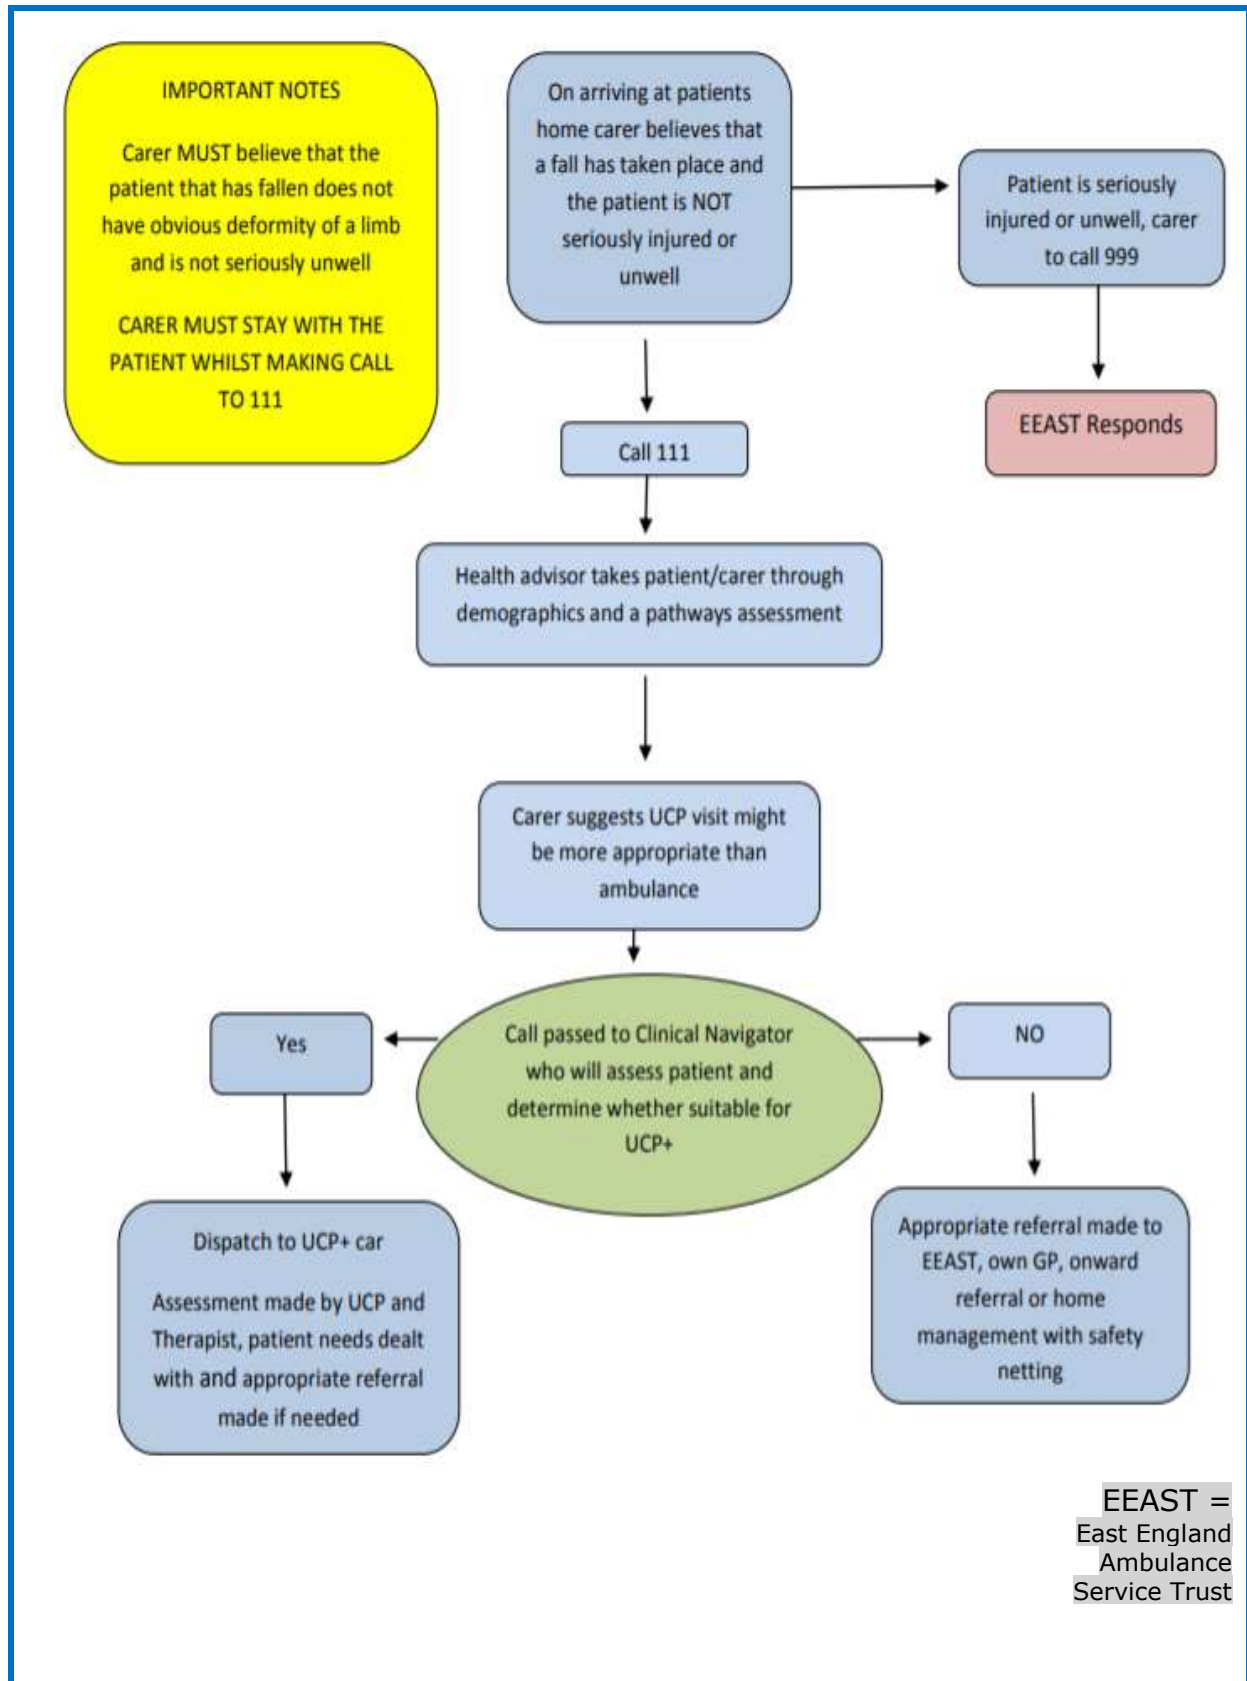 IMPORTANT NOTES
Carer MUST believe that the
patient that has fallen does not
have obvious deformity of a limb
and is not seriously unwell
CARER MUST STAY WITH THE
PATIENT WHILST MAKING CALL
TO 111
On arriving at patients
home carer believes that
a fall has taken place and
the patient is NOT
seriously injured or
unwell
Patient is seriously
injured or unwell, carer
to call 999
EEAST Responds
Call 111
Health advisor takes patient/carer through
demographics and a pathways assessment
Carer suggests UCP visit might
be more appropriate than
ambulance
Call passed to Clinical Navigator
who will assess patient and
determine whether suitable for
UCP+
Yes
NO
Dispatch to UCP+ car
Assessment made by UCP and
Therapist, patient needs dealt
with and appropriate referral
made if needed
Appropriate referral made to
EEAST, own GP, onward
referral or home
management with safety
netting
EEAST =
East England
Ambulance
Service Trust